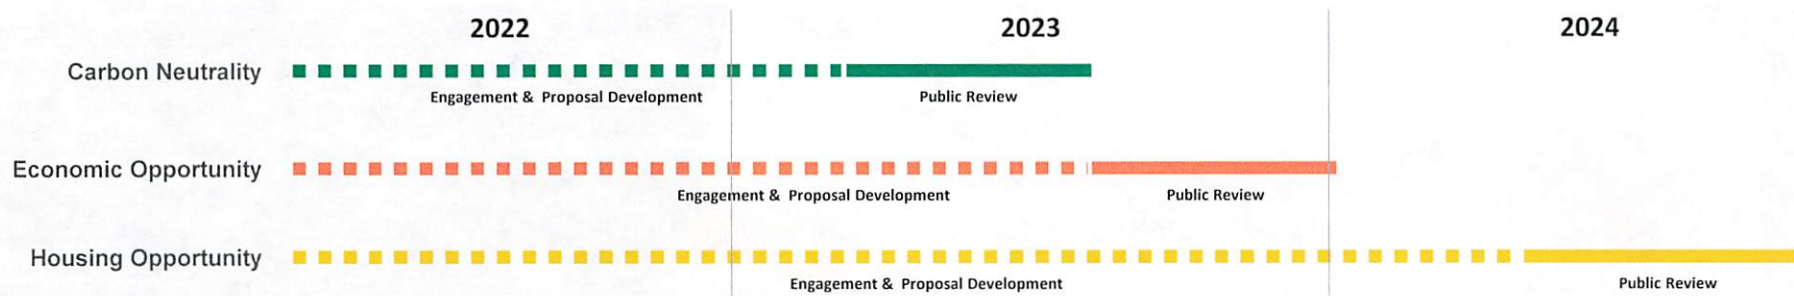 2022 2023 2024
Carbon Neutrality
Engagement & Proposal Development Public Review
Economic Opportunity
Engagement & Proposal Development Public Review
Housing Opportunity
Engagement & Proposal Development Public Review